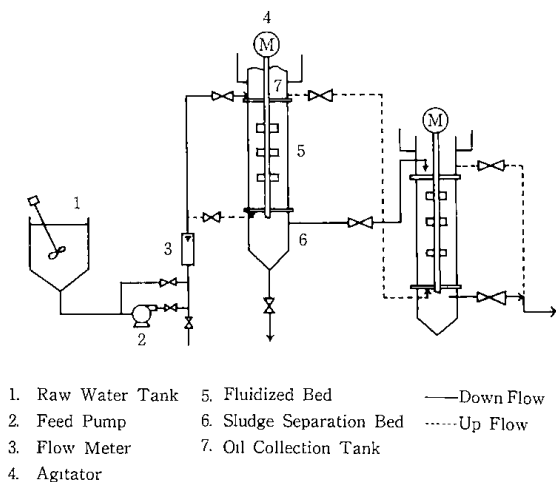 4
M
7
M
5
1
3
6
2
1. Raw Water Tank
2. Feed Pump
3. Flow Meter
4. Agitator
5. Fluidized Bed
6. Sludge Separation Bed
7. Oil Collection Tank
Down Flow
Up Flow